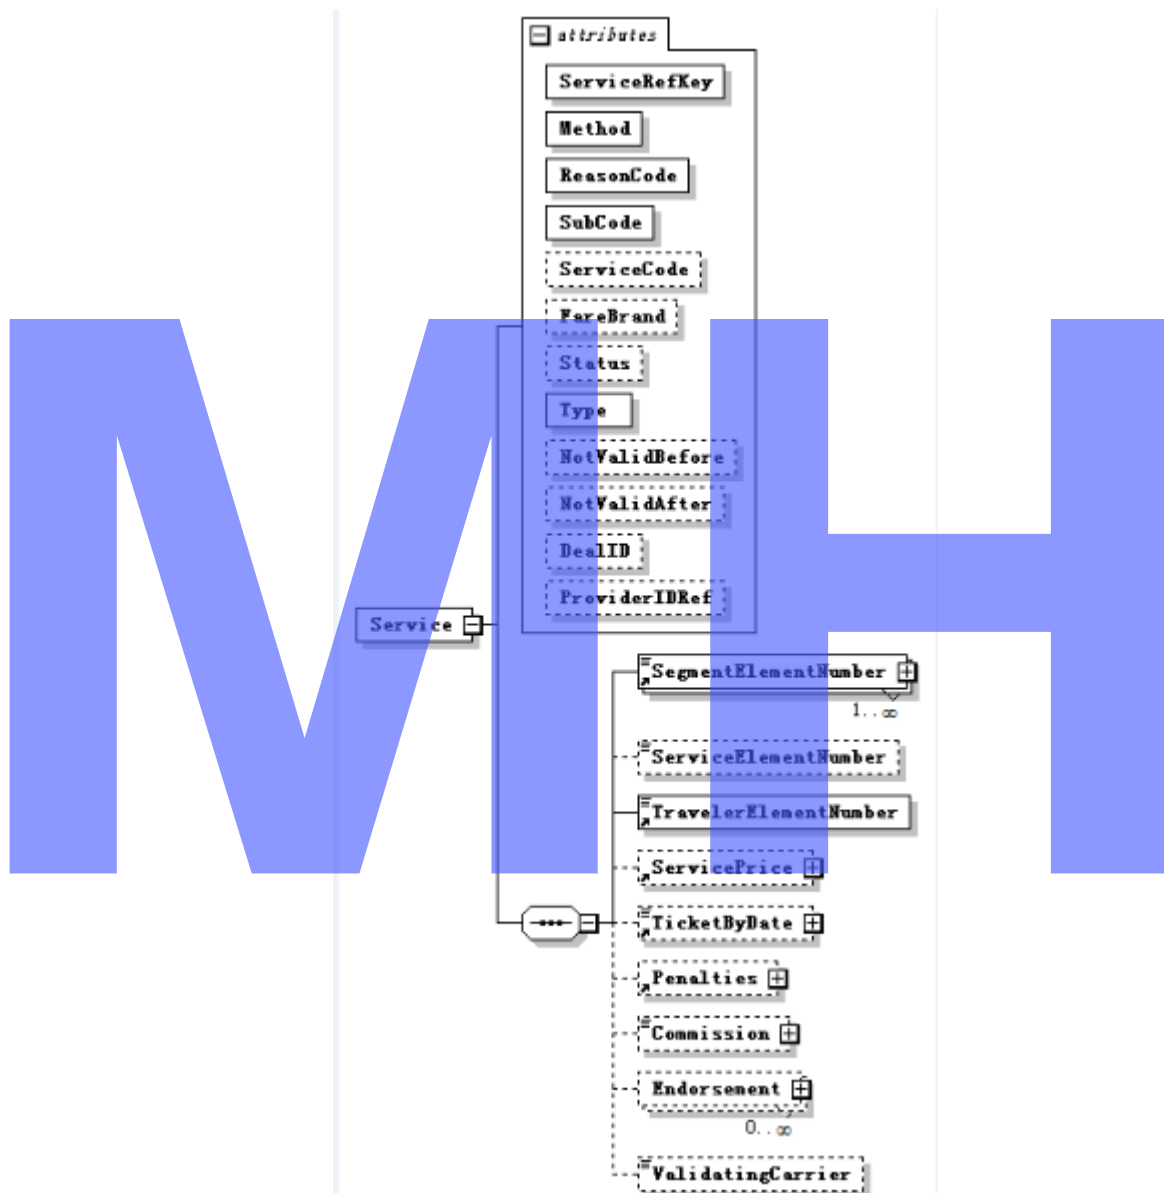 attributes
ServiceRefKey
Method
ReasonCode
SubCode
ServiceCode
FareBrand
Status
Type
NotValidBefore
NotValidAfter
DealID
ProviderIDRef
Service
SegmentElementNumber
1..∞
ServiceElementNumber
TravelerElementNumber
ServicePrice
TicketByDate
Penalties
Commission
Endorsement
0..∞
ValidatingCarrier
MH